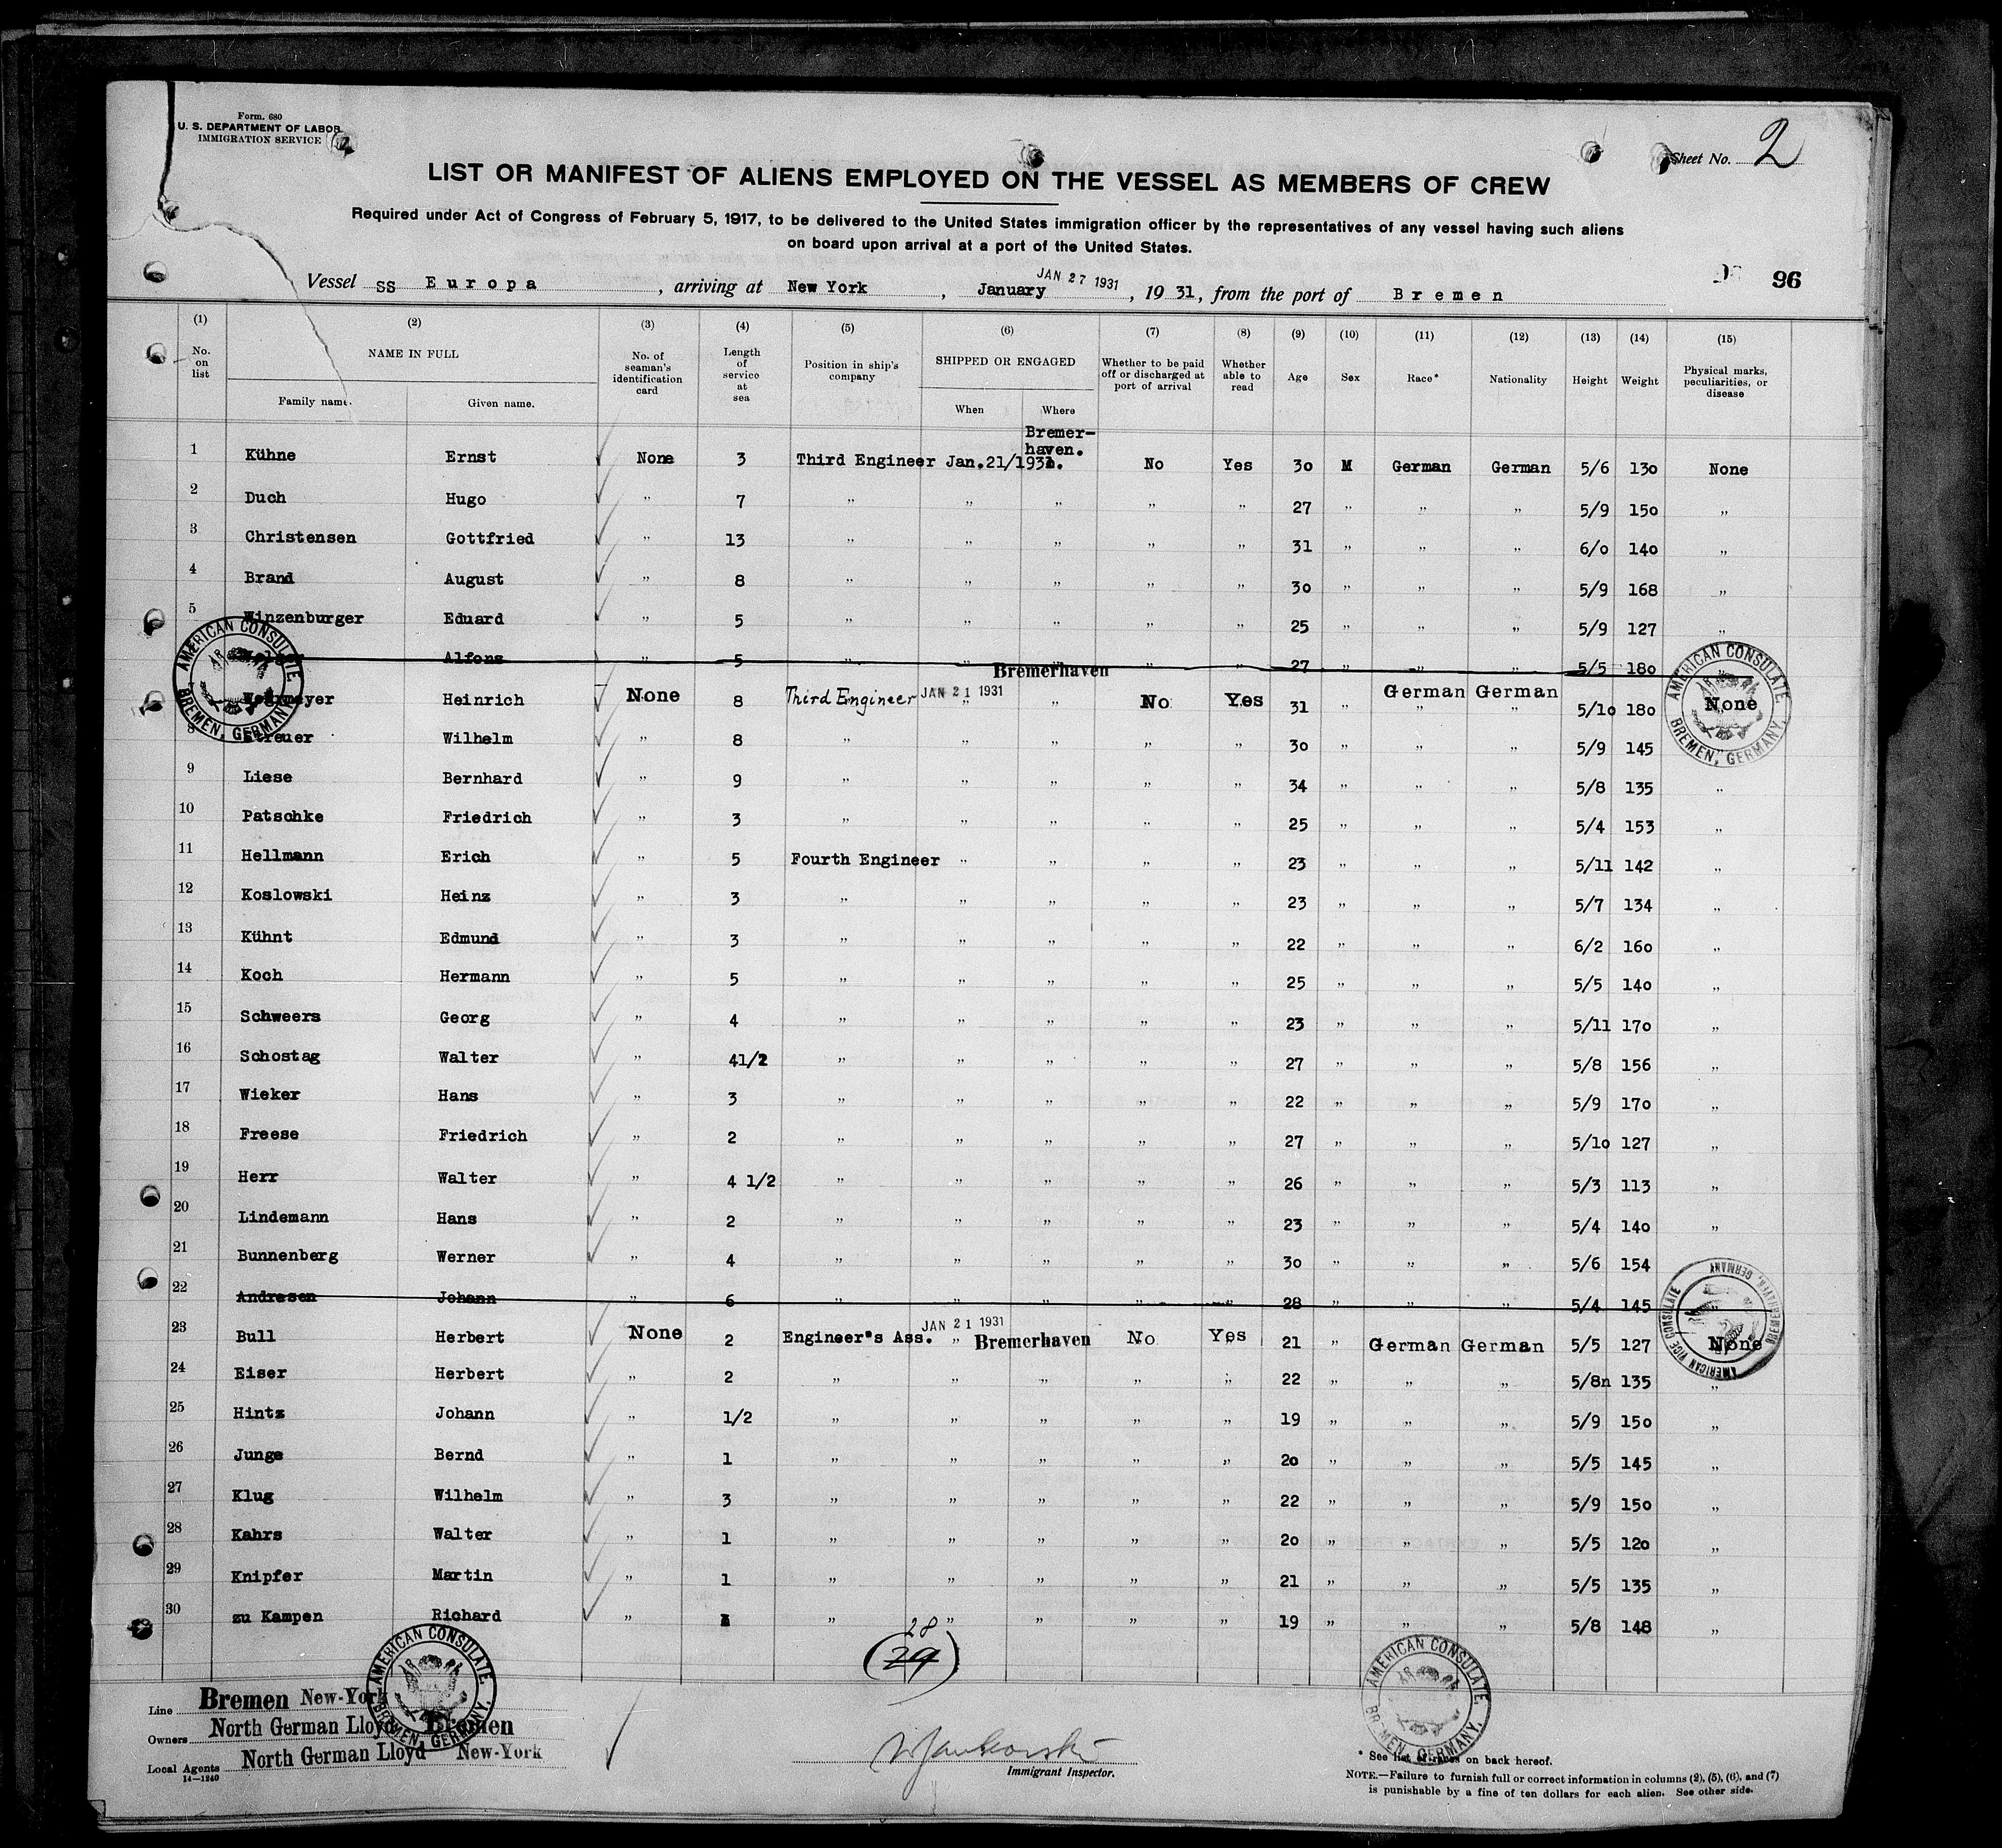 Form. 680
U. S. DEPARTMENT OF LABOR
IMMIGRATION SERVICE
Sheet No. 2
LIST OR MANIFEST OF ALIENS EMPLOYED ON THE VESSEL AS MEMBERS OF CREW
Required under Act of Congress of February 5, 1917, to be delivered to the United States immigration officer by the representatives of any vessel having such aliens
on board upon arrival at a port of the United States.
JAN 27 1931
96
Vessel SS Europa, arriving at New York, January, 1931, from the port of Bremen
(1) (2) (3) (4) (5) (6) (7) (8) (9) (10) (11) (12) (13) (14) (15)
No. on list NAME IN FULL Family name. Given name. No. of seaman's identification card Length of service at sea Position in ship's company SHIPPED OR ENGAGED When Where Whether to be paid off or discharged at port of arrival Whether able to read Age Sex Race* Nationality Height Weight Physical marks, peculiarities, or disease
Bremer-
haven.
1 Kühne Ernst None 3 Third Engineer Jan.21/1931. No Yes 30 M German German 5/6 130 None
2 Duch Hugo " 7 " " " " " 27 " " " 5/9 150 "
3 Christensen Gottfried " 13 " " " " " 31 " " " 6/0 140 "
4 Brand August " 8 " " " " " 30 " " " 5/9 168 "
5 Winzenburger Eduard " 5 " " " " " 25 " " " 5/9 127 "
Alfons " 5 " " Bremerhaven " " 27 " " " 5/5 180
Heinrich None 8 Third Engineer JAN 21 1931 " " No Yes 31 " German German 5/10 180 None
8 Streuer Wilhelm " 8 " " " " " 30 " " " 5/9 145 "
9 Liese Bernhard " 9 " " " " " 34 " " " 5/8 135 "
10 Patschke Friedrich " 3 " " " " " 25 " " " 5/4 153 "
11 Hellmann Erich " 5 Fourth Engineer " " " " 23 " " " 5/11 142 "
12 Koslowski Heinz " 3 " " " " " 23 " " " 5/7 134 "
13 Kühnt Edmund " 3 " " " " " 22 " " " 6/2 160 "
14 Koch Hermann " 5 " " " " " 25 " " " 5/5 140 "
15 Schweers Georg " 4 " " " " " 23 " " " 5/11 170 "
16 Schostag Walter " 41/2 " " " " " 27 " " " 5/8 156 "
17 Wieker Hans " 3 " " " " " 22 " " " 5/9 170 "
18 Freese Friedrich " 2 " " " " " 27 " " " 5/10 127 "
19 Herr Walter " 4 1/2 " " " " " 26 " " " 5/3 113 "
20 Lindemann Hans " 2 " " " " " 23 " " " 5/4 140 "
21 Bunnenberg Werner " 4 " " " " " 30 " " " 5/6 154 "
22 Andresen Johann " 6 " " " " " 28 " " " 5/4 145 "
23 Bull Herbert None 2 Engineer's Ass. JAN 21 1931 " Bremerhaven No Yes 21 " German German 5/5 127 None
24 Eiser Herbert " 2 " " " " " 22 " " " 5/8n 135 "
25 Hintz Johann " 1/2 " " " " " 19 " " " 5/9 150 "
26 Junge Bernd " 1 " " " " " 20 " " " 5/5 145 "
27 Klug Wilhelm " 3 " " " " " 22 " " " 5/9 150 "
28 Kahrs Walter " 1 " " " " " 20 " " " 5/5 120 "
29 Knipfer Martin " 1 " " " " " 21 " " " 5/5 135 "
30 zu Kampen Richard " " " " " " 19 " " " 5/8 148 "
28
(29)
AMERICAN CONSULATE. BREMEN, GERMANY.
AMERICAN CONSULATE. BREMEN, GERMANY.
AMERICAN VICE CONSULATE BREMERHAVEN, GERMANY
AMERICAN CONSULATE. BREMEN, GERMANY.
AMERICAN CONSULATE. BREMEN, GERMANY.
Line Bremen New-York
Owners North German Lloyd Bremen
Local Agents North German Lloyd New-York
14—1240
Immigrant Inspector.
* See list of races on back hereof.
NOTE.—Failure to furnish full or correct information in columns (2), (5), (6), and (7)
is punishable by a fine of ten dollars for each alien. See other side.